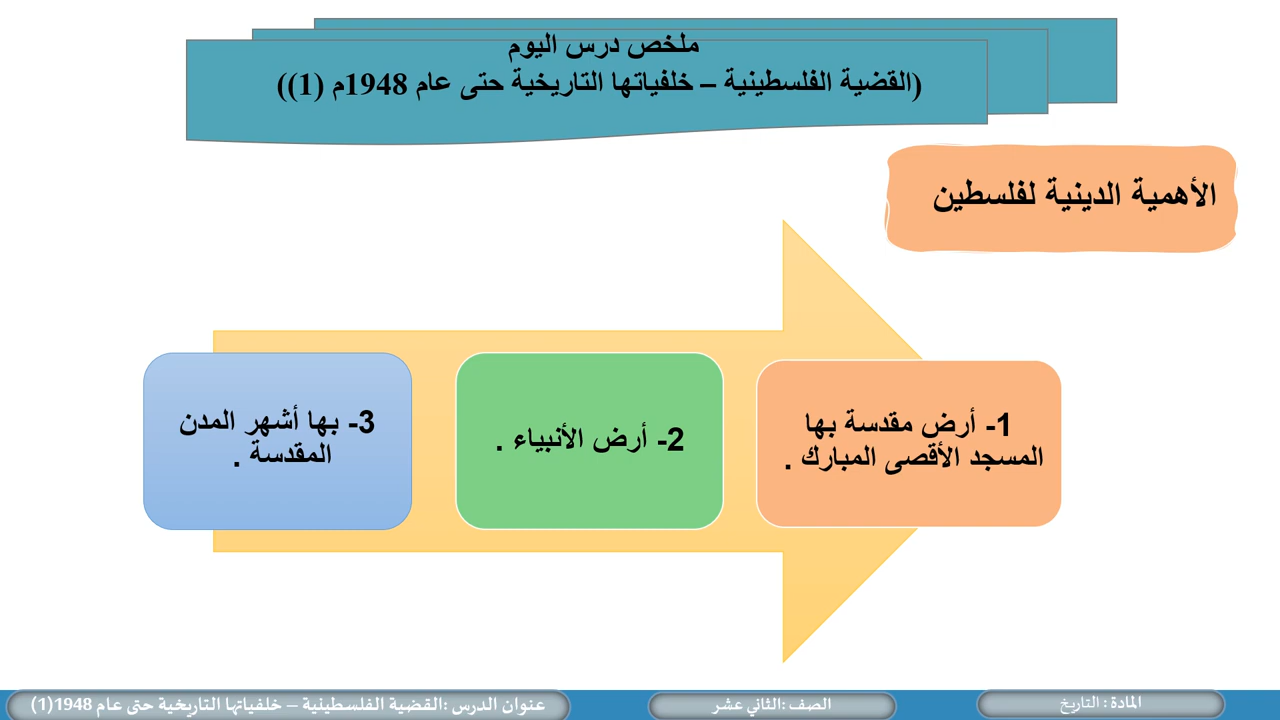 ملخص درس اليوم
(القضية الفلسطينية – خلفياتها التاريخية حتى عام 1948م (1))
الأهمية الدينية لفلسطين
1- أرض مقدسة بها
المسجد الأقصى المبارك .
2- أرض الأنبياء .
3- بها أشهر المدن
المقدسة .
المادة : التاريخ
الصف :الثاني عشر
عنوان الدرس :القضية الفلسطينية – خلفياتها التاريخية حتى عام 1948(1)